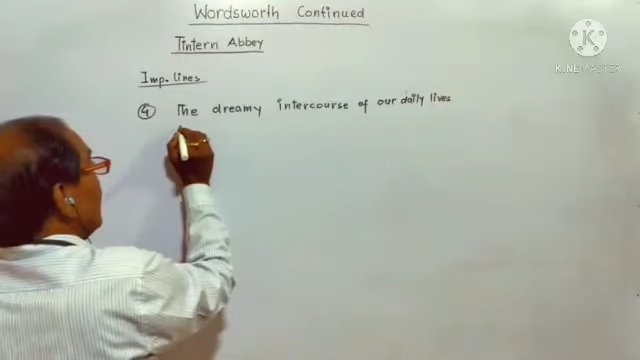 Wordsworth Continued
Tintern Abbey
Imp. lines
④ The dreamy intercourse of our daily lives
K
KINEMASTER